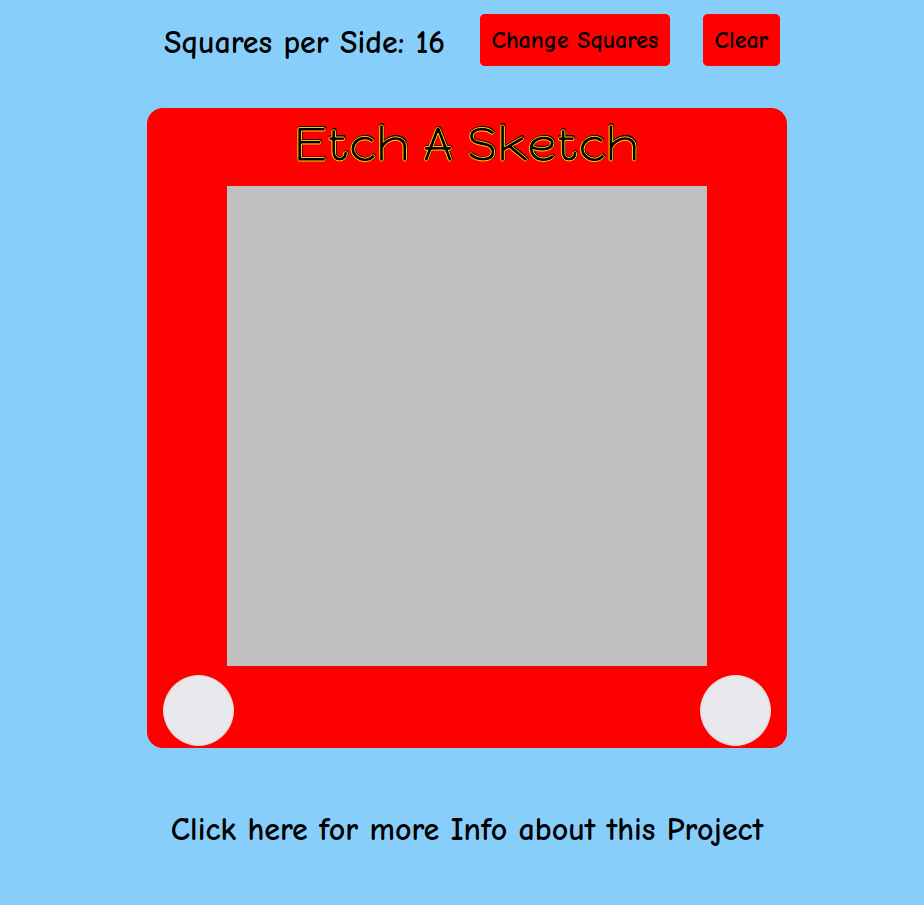 Squares per Side: 16 Change Squares Clear
Etch A Sketch
Click here for more Info about this Project